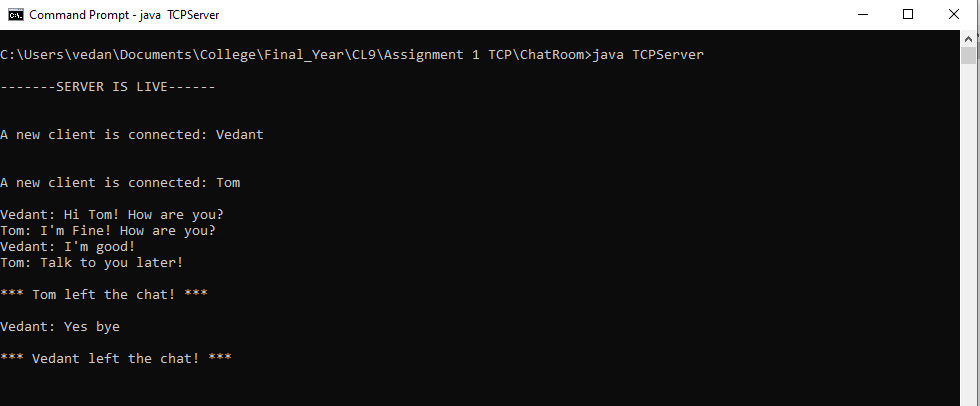 Command Prompt - java TCPServer
C:\Users\vedan\Documents\College\Final_Year\CL9\Assignment 1 TCP\ChatRoom>java TCPServer
-------SERVER IS LIVE------
A new client is connected: Vedant
A new client is connected: Tom
Vedant: Hi Tom! How are you?
Tom: I'm Fine! How are you?
Vedant: I'm good!
Tom: Talk to you later!
*** Tom left the chat! ***
Vedant: Yes bye
*** Vedant left the chat! ***